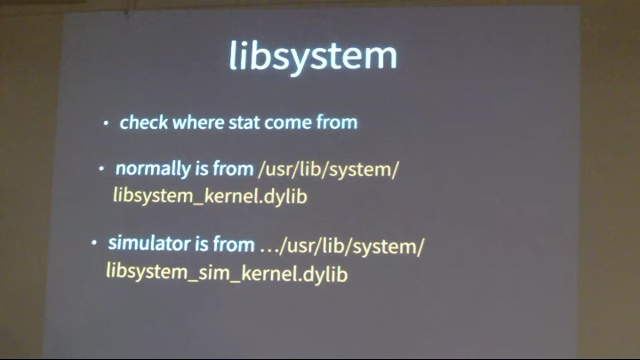 libsystem
• check where stat come from
• normally is from /usr/lib/system/
libsystem_kernel.dylib
• simulator is from …/usr/lib/system/
libsystem_sim_kernel.dylib